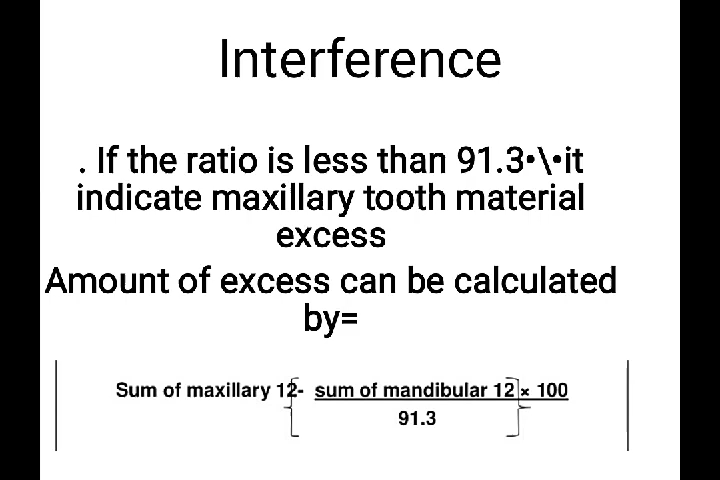 Interference
. If the ratio is less than 91.3•\•it
indicate maxillary tooth material
excess
Amount of excess can be calculated
by=
Sum of maxillary 12- sum of mandibular 12 × 100
91.3